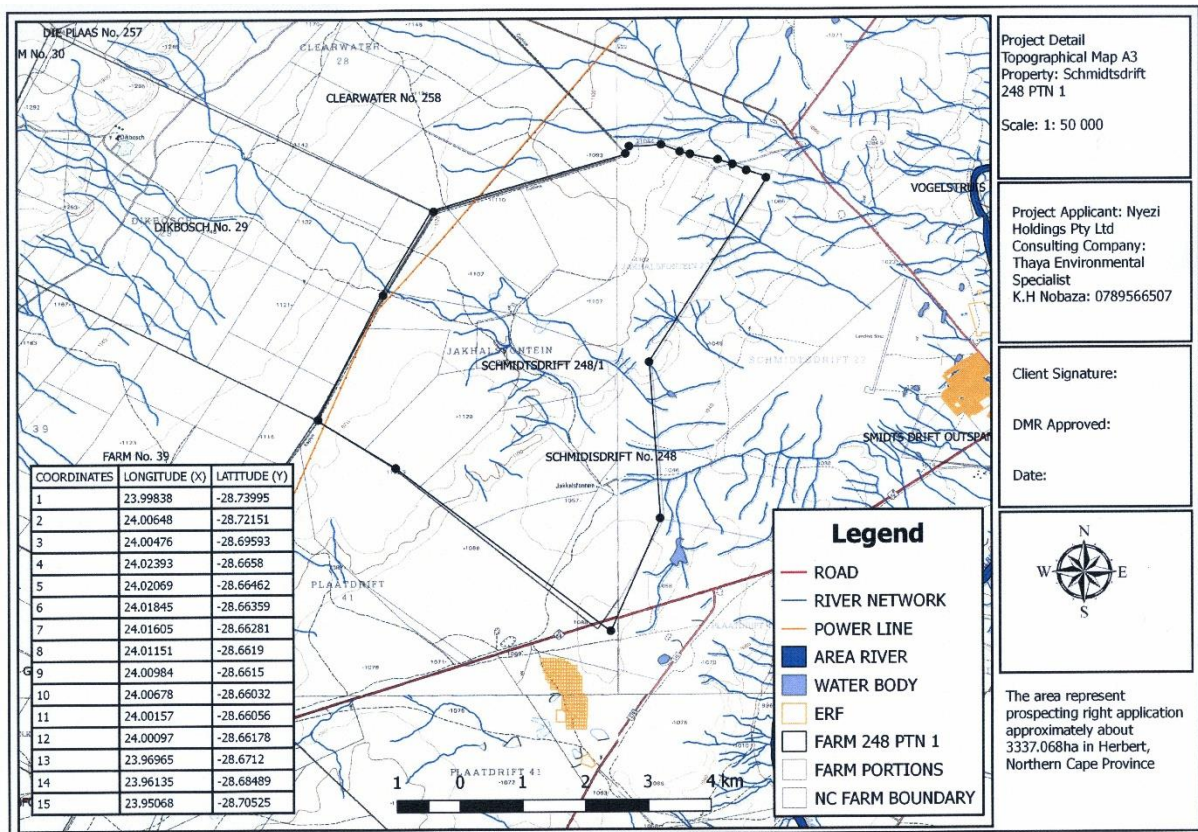 DIE PLAAS No. 257
M No. 30
CLEARWATER
28
CLEARWATER No. 258
Dikbosch
DIKBOSCH No. 29
VOGELSTRUIS
JAKHALSFONTEIN
SCHMIDTSDRIFT 248/1
SCHMIDTSDRIFT 23
39
FARM No. 39
SCHMIDISDRIFT No. 248
SMIDTS DRIFT OUTSPAN
PLAATDRIFT
41
PLAATDRIFT 41
COORDINATES LONGITUDE (X) LATITUDE (Y)
1 23.99838 -28.73995
2 24.00648 -28.72151
3 24.00476 -28.69593
4 24.02393 -28.6658
5 24.02069 -28.66462
6 24.01845 -28.66359
7 24.01605 -28.66281
8 24.01151 -28.6619
9 24.00984 -28.6615
10 24.00678 -28.66032
11 24.00157 -28.66056
12 24.00097 -28.66178
13 23.96965 -28.6712
14 23.96135 -28.68489
15 23.95068 -28.70525
1 0 1 2 3 4 km
Legend
ROAD
RIVER NETWORK
POWER LINE
AREA RIVER
WATER BODY
ERF
FARM 248 PTN 1
FARM PORTIONS
NC FARM BOUNDARY
Project Detail
Topographical Map A3
Property: Schmidtsdrift
248 PTN 1
Scale: 1: 50 000
Project Applicant: Nyezi
Holdings Pty Ltd
Consulting Company:
Thaya Environmental
Specialist
K.H Nobaza: 0789566507
Client Signature:
DMR Approved:
Date:
N
W E
S
The area represent
prospecting right application
approximately about
3337.068ha in Herbert,
Northern Cape Province